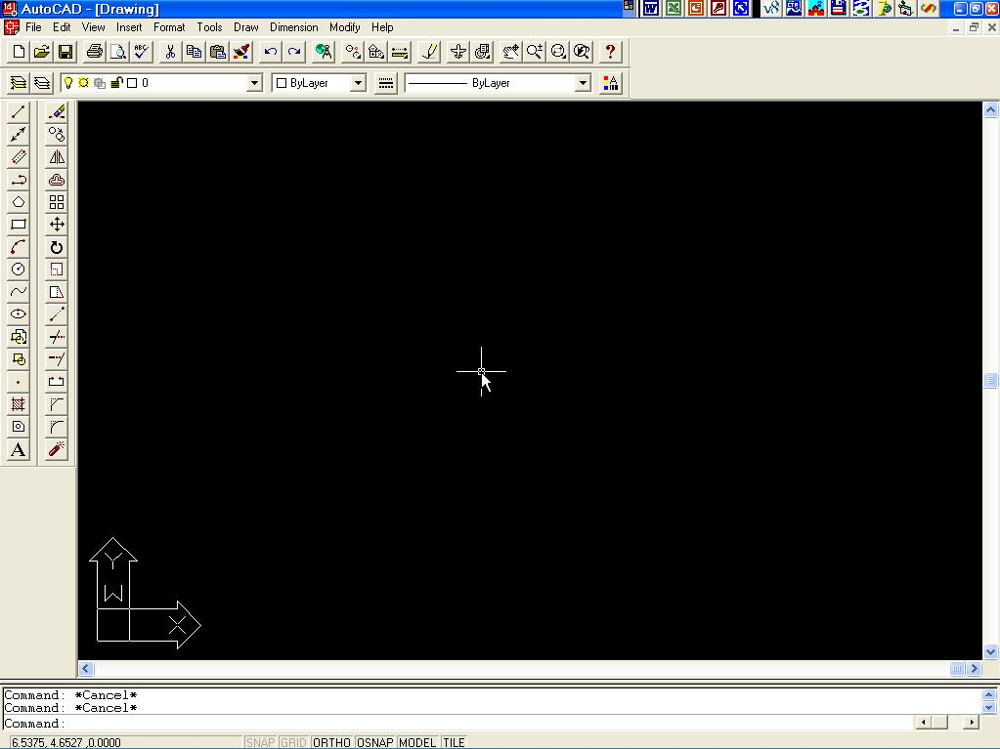 AutoCAD - [Drawing]
File Edit View Insert Format Tools Draw Dimension Modify Help
0 ByLayer ByLayer
A
Y
W
X
Command: *Cancel*
Command: *Cancel*
Command:
6.5375, 4.6527 ,0.0000 SNAP GRID ORTHO OSNAP MODEL TILE